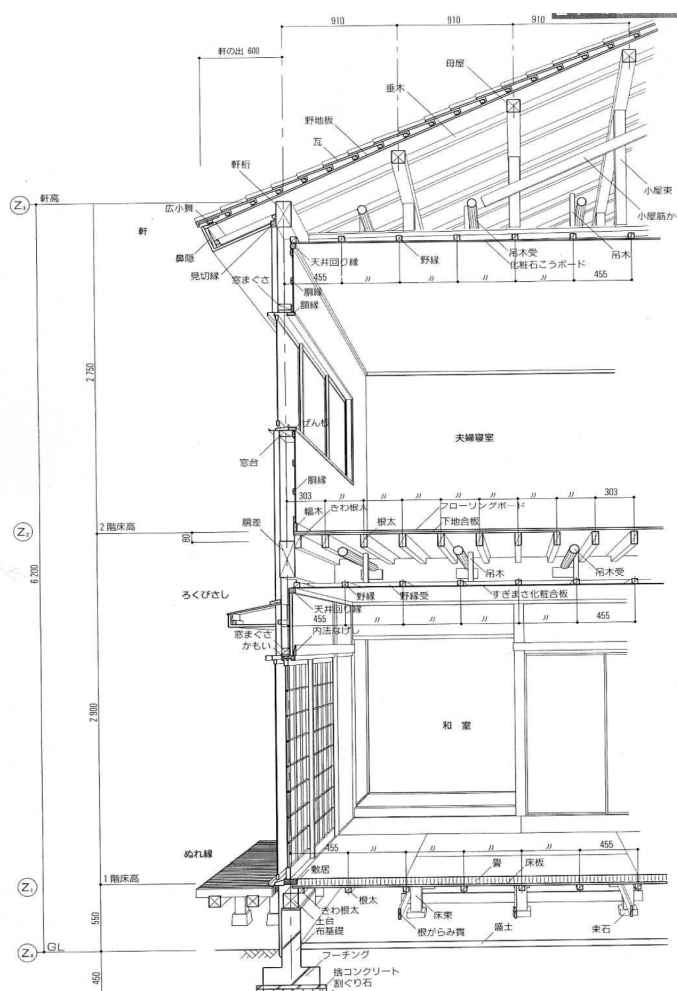 910 910 910
軒の出 600
母屋
垂木
野地板
瓦
軒桁
小屋束
Z₃ 軒高
広小舞
小屋筋か
軒
鼻隠
見切縁
天井回り縁
野縁
吊木受
吊木
化粧石こうボード
窓まぐさ
455 〃 〃 〃 〃 455
胴縁
額縁
2 750
ぜん板
夫婦寝室
窓台
胴縁
303 〃 〃 〃 〃 〃 〃 〃 303
幅木
きわ根太
フローリングボード
Z₂ 2階床高
胴差
根太
下地合板
80
吊木
吊木受
6 200
ろくびさし
野縁
野縁受
すぎまさ化粧合板
天井回り縁
455 〃 〃 〃 〃 455
窓まぐさ
内法なげし
かもい
2 900
和室
ぬれ縁
455 〃 〃 〃 〃 455
敷居
畳
床板
Z₁ 1階床高
きわ根太
根太
土台
床束
布基礎
根がらみ貫
束石
550
盛土
Z₀ GL
フーチング
捨コンクリート
450
割ぐり石